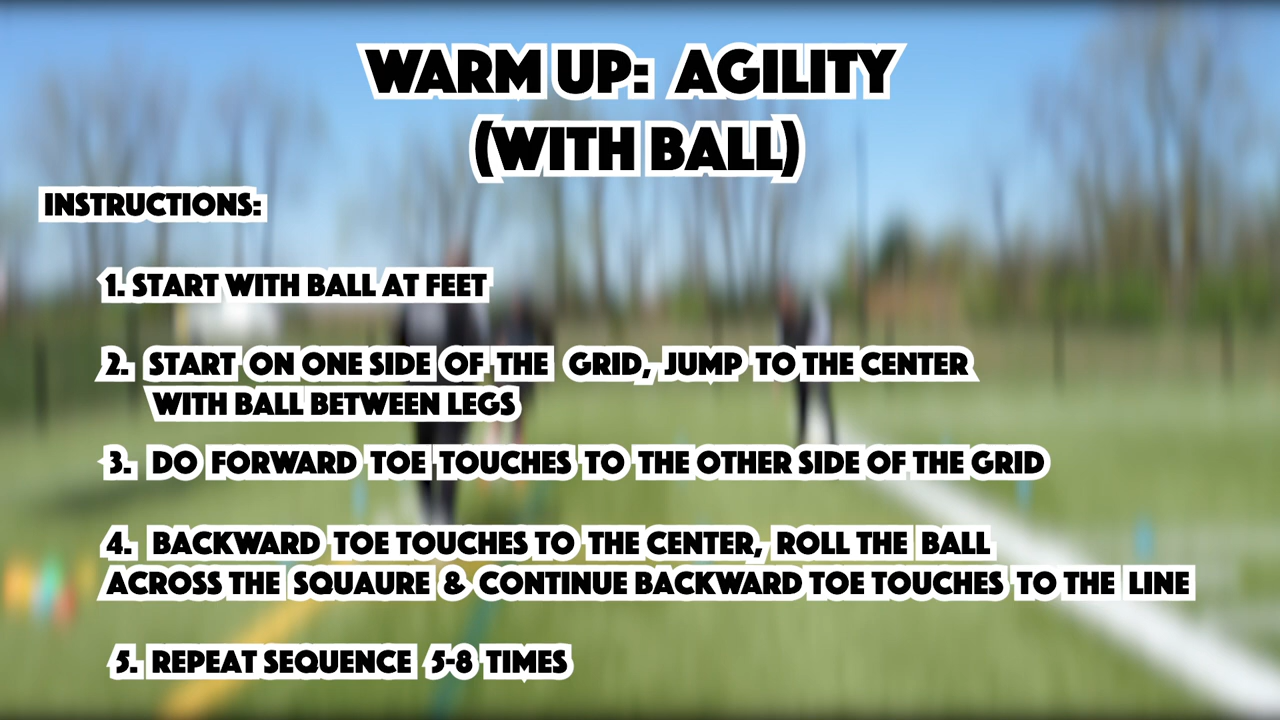 WARM UP: AGILITY
(WITH BALL)
INSTRUCTIONS:
1. START WITH BALL AT FEET
2. START ON ONE SIDE OF THE GRID, JUMP TO THE CENTER
WITH BALL BETWEEN LEGS
3. DO FORWARD TOE TOUCHES TO THE OTHER SIDE OF THE GRID
4. BACKWARD TOE TOUCHES TO THE CENTER, ROLL THE BALL
ACROSS THE SQUAURE & CONTINUE BACKWARD TOE TOUCHES TO THE LINE
5. REPEAT SEQUENCE 5-8 TIMES